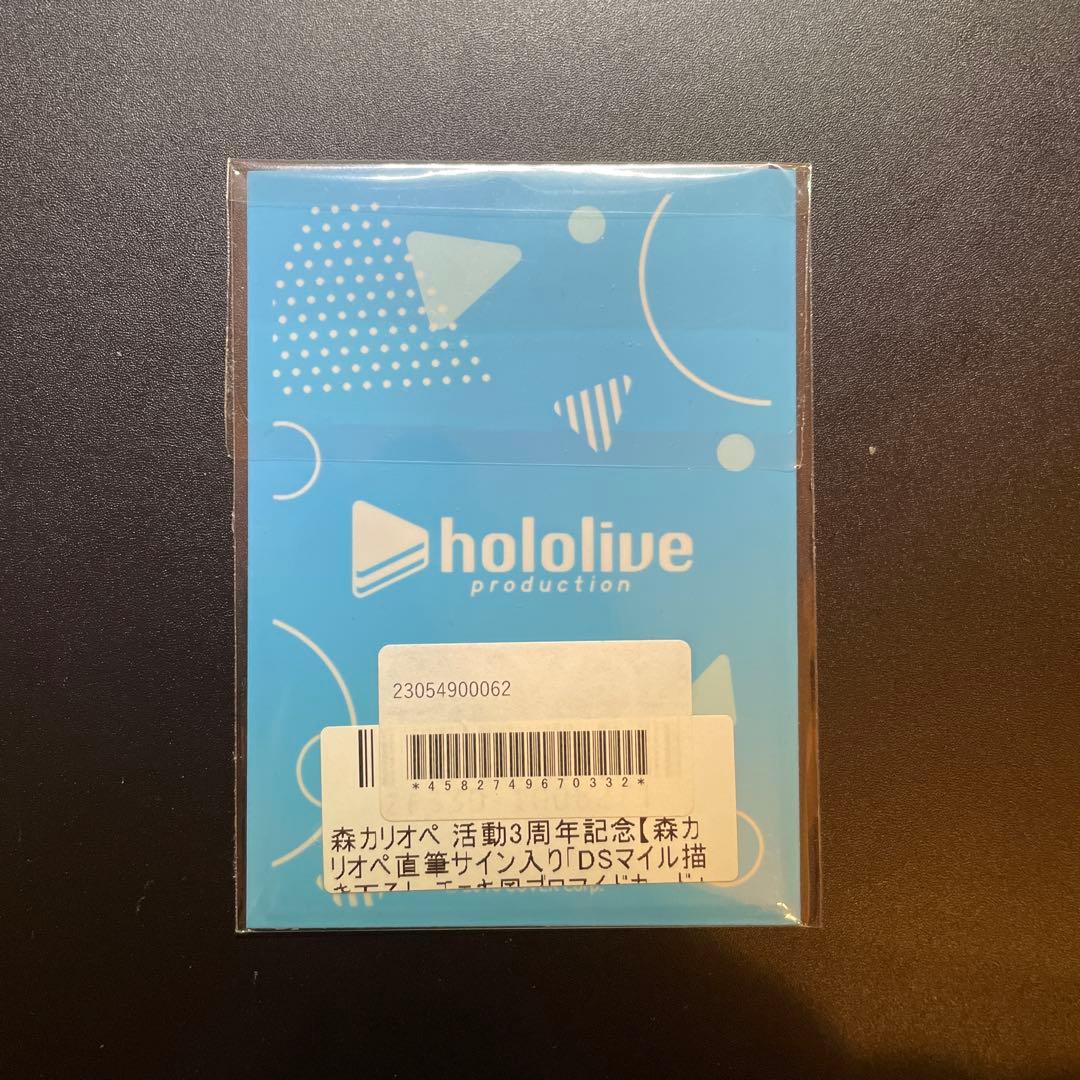 hololive
production
23054900062
*4582749670332*
森カリオペ 活動3周年記念【森カ
リオペ直筆サイン入り「DSマイル描